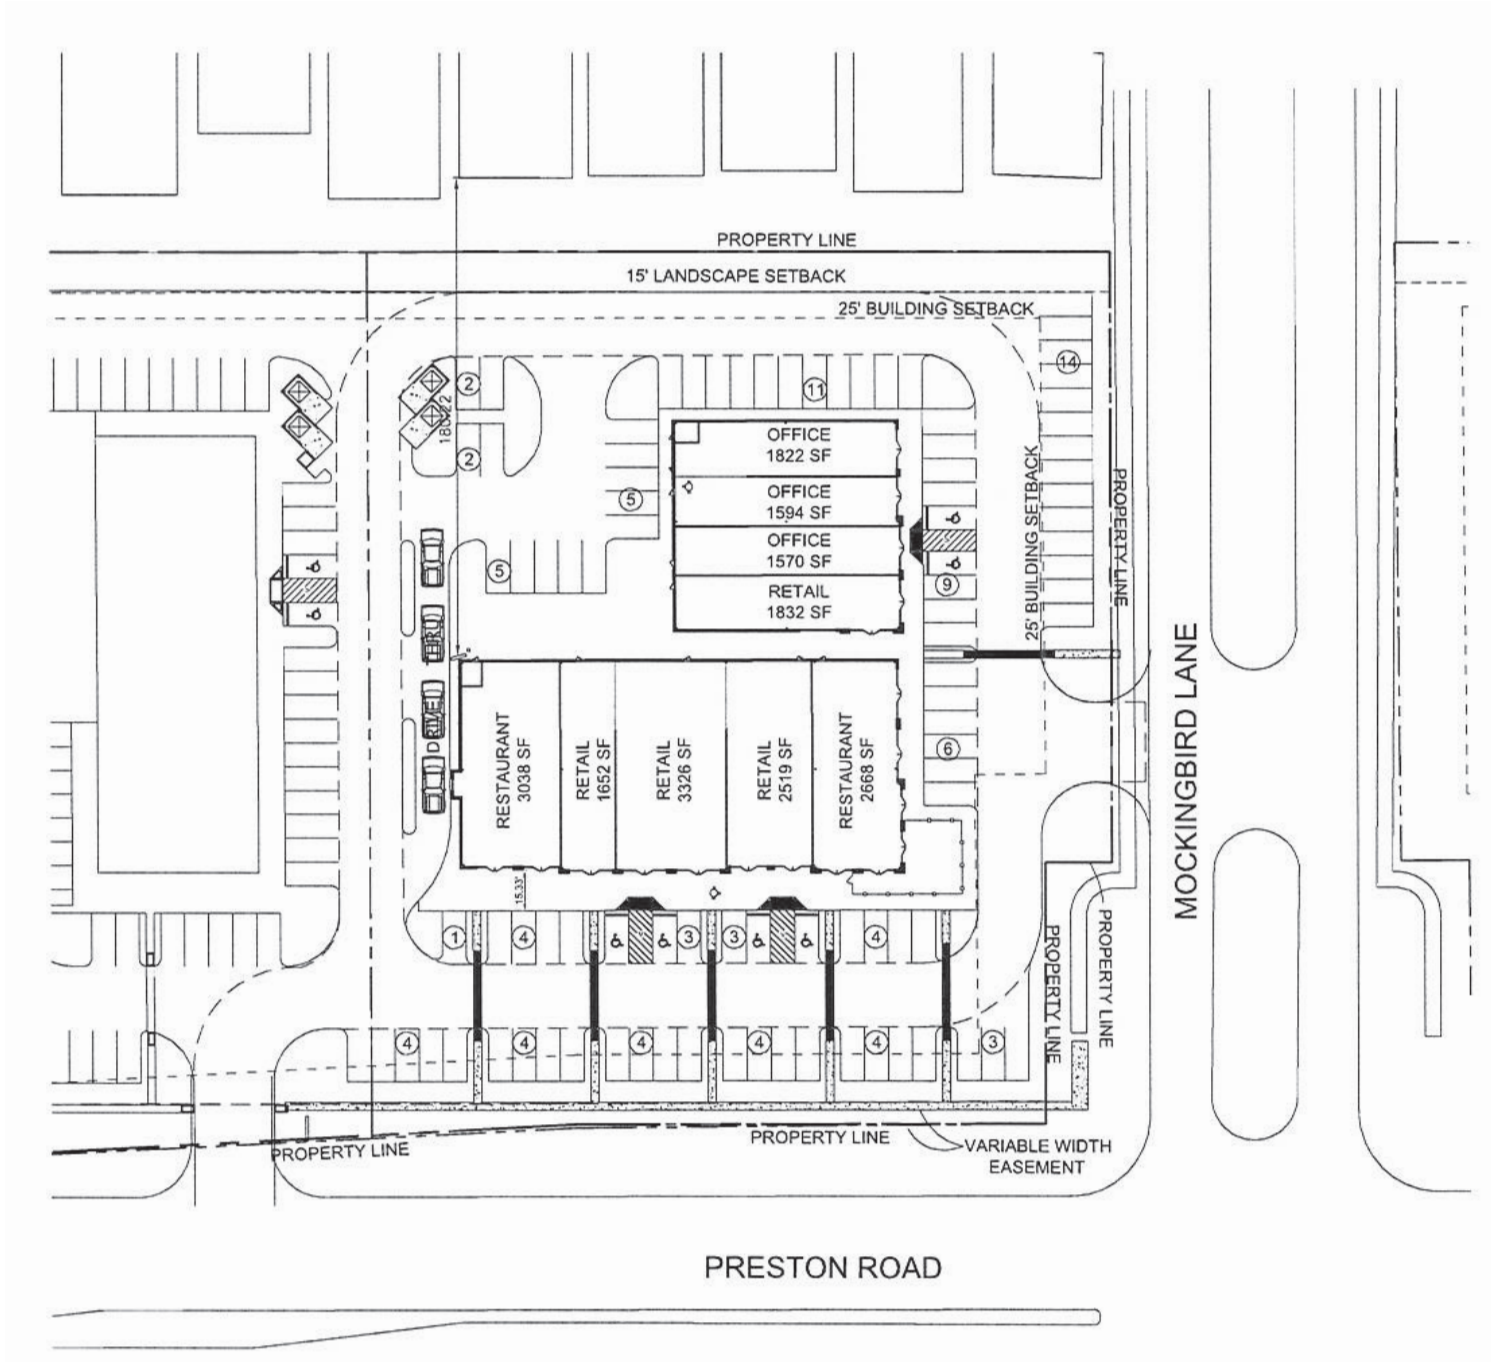 PROPERTY LINE
15' LANDSCAPE SETBACK
25' BUILDING SETBACK
14
2
11
180.22
2
OFFICE
1822 SF
OFFICE
1594 SF
OFFICE
1570 SF
RETAIL
1832 SF
5
5
9
25' BUILDING SETBACK
PROPERTY LINE
DRIVE THRU
RESTAURANT
3038 SF
RETAIL
1652 SF
RETAIL
3326 SF
RETAIL
2519 SF
RESTAURANT
2668 SF
6
MOCKINGBIRD LANE
15.33'
1
4
3
3
4
PROPERTY LINE
PROPERTY LINE
4
4
4
4
4
3
PROPERTY LINE
PROPERTY LINE
VARIABLE WIDTH
EASEMENT
PRESTON ROAD